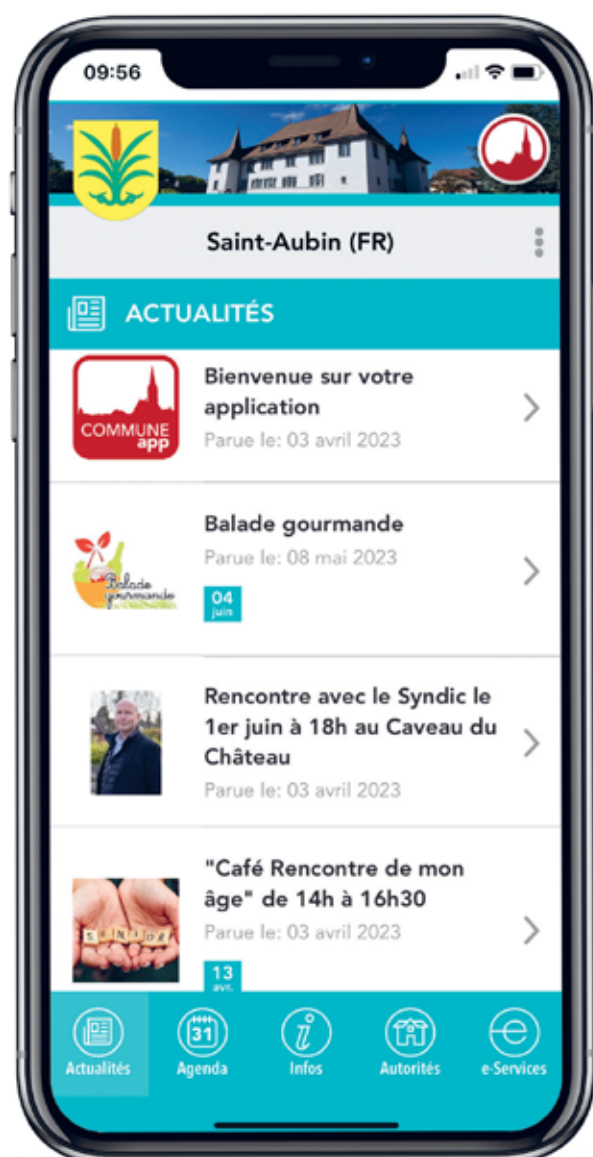 09:56
Saint-Aubin (FR)
ACTUALITÉS
COMMUNE
app
Bienvenue sur votre
application
Parue le: 03 avril 2023
Balade
gourmande
Balade gourmande
Parue le: 08 mai 2023
04
juin
Rencontre avec le Syndic le
1er juin à 18h au Caveau du
Château
Parue le: 03 avril 2023
SENIOR
"Café Rencontre de mon
âge" de 14h à 16h30
Parue le: 03 avril 2023
13
avr.
31
i
e
Actualités Agenda Infos Autorités e-Services